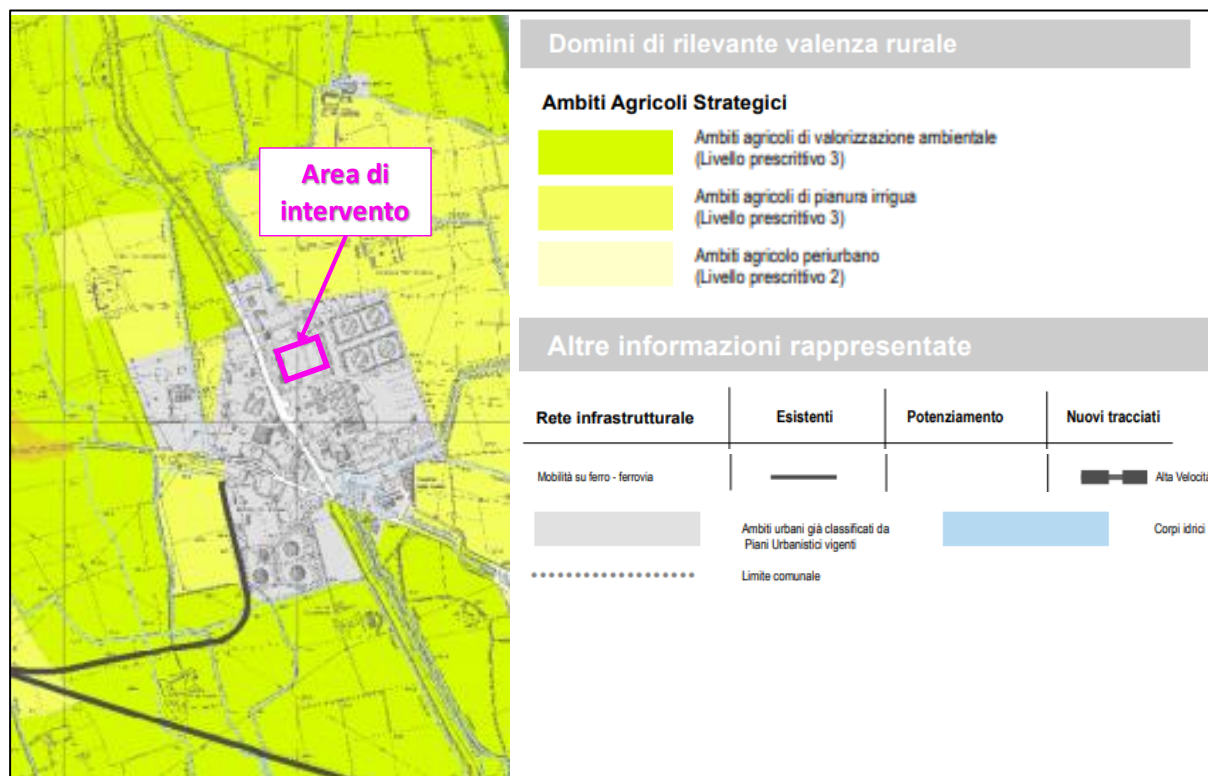 Area di
intervento
Domini di rilevante valenza rurale
Ambiti Agricoli Strategici
Ambiti agricoli di valorizzazione ambientale
(Livello prescrittivo 3)
Ambiti agricoli di pianura irrigua
(Livello prescrittivo 3)
Ambiti agricolo periurbano
(Livello prescrittivo 2)
Altre informazioni rappresentate
Rete infrastrutturale Esistenti Potenziamento Nuovi tracciati
Mobilità su ferro - ferrovia Alta Velocità
Ambiti urbani già classificati da
Piani Urbanistici vigenti
Corpi idrici
Limite comunale